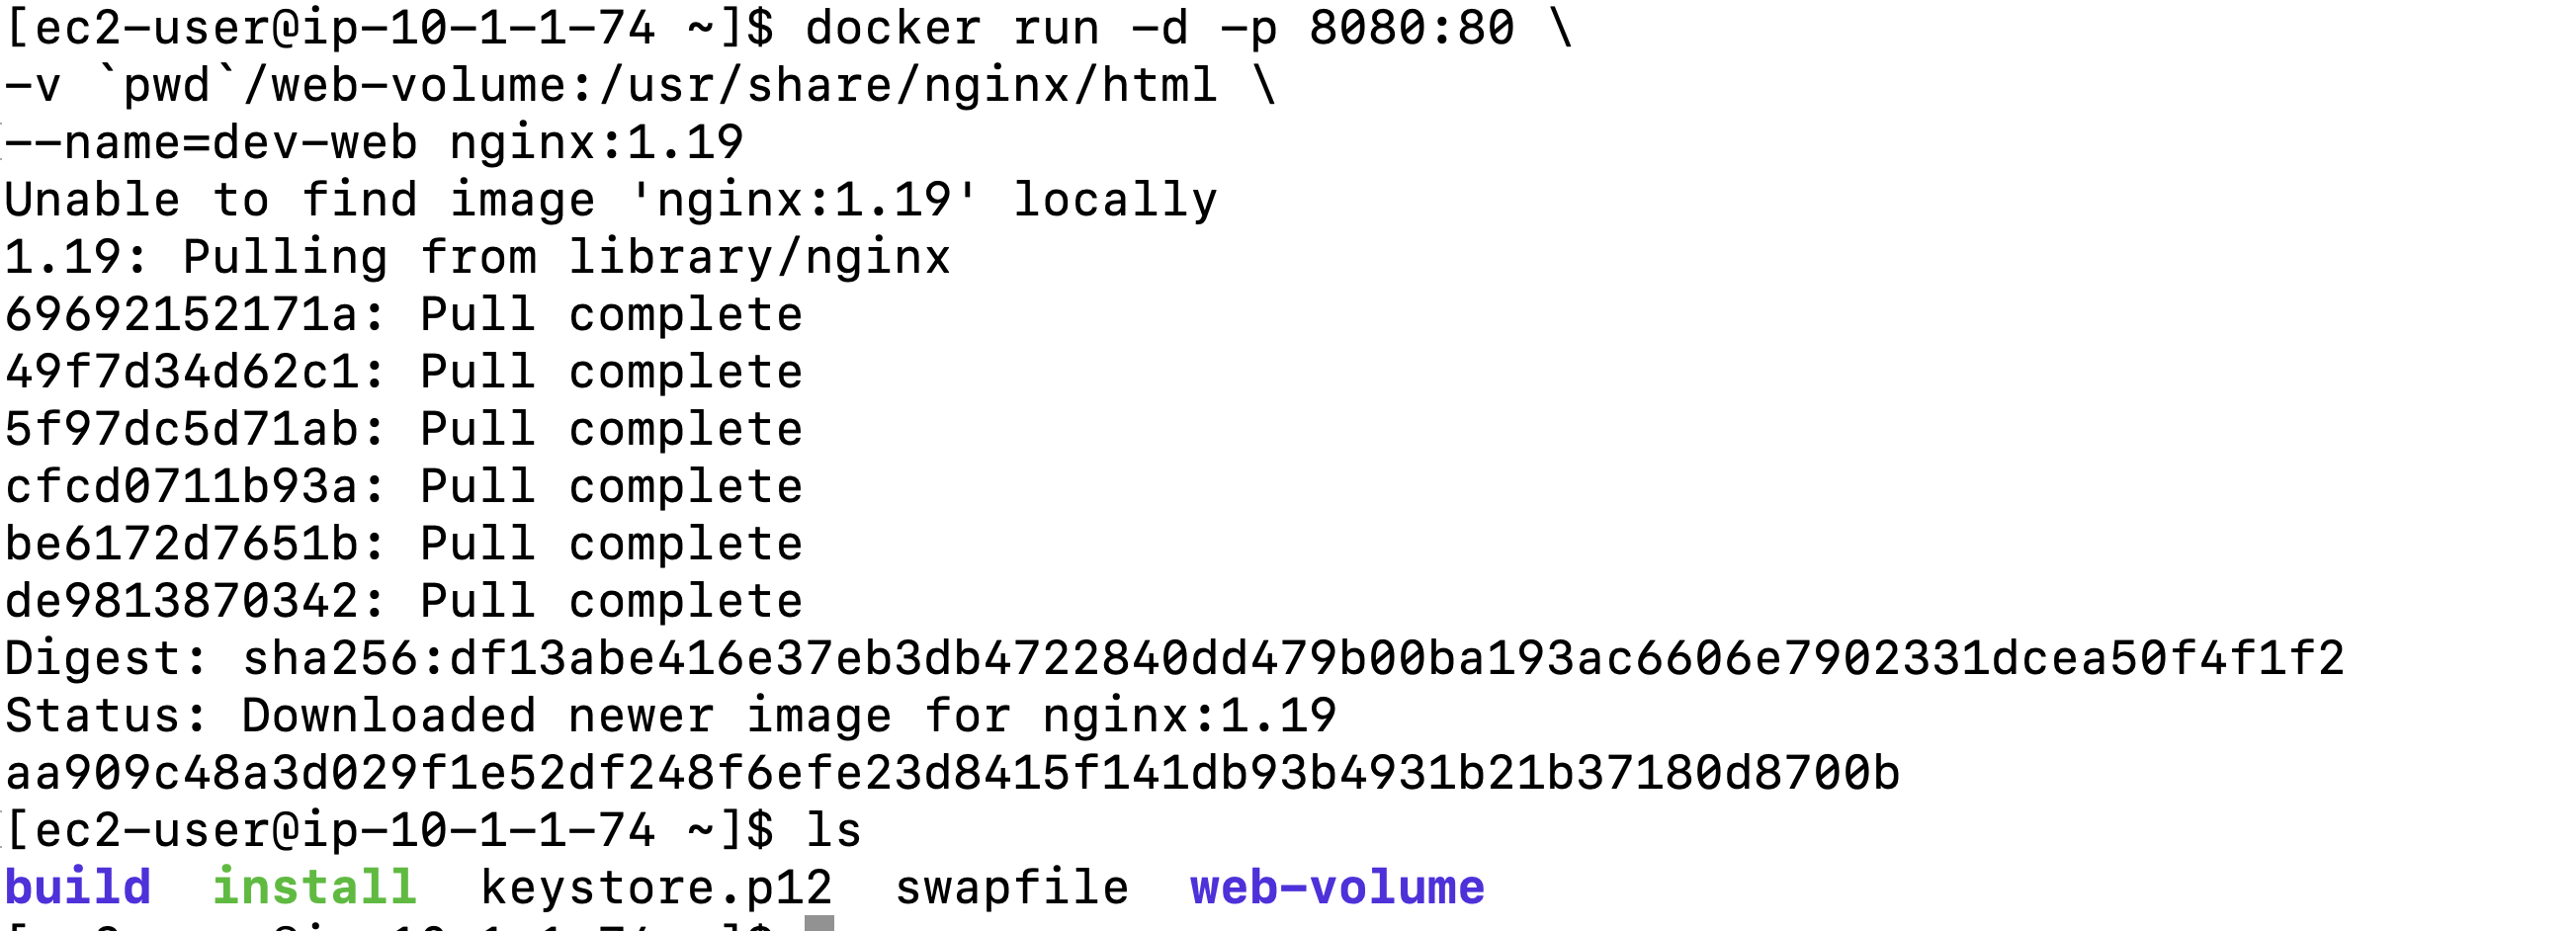 [ec2-user@ip-10-1-1-74 ~]$ docker run -d -p 8080:80 \
-v `pwd`/web-volume:/usr/share/nginx/html \
--name=dev-web nginx:1.19
Unable to find image 'nginx:1.19' locally
1.19: Pulling from library/nginx
69692152171a: Pull complete
49f7d34d62c1: Pull complete
5f97dc5d71ab: Pull complete
cfcd0711b93a: Pull complete
be6172d7651b: Pull complete
de9813870342: Pull complete
Digest: sha256:df13abe416e37eb3db4722840dd479b00ba193ac6606e7902331dcea50f4f1f2
Status: Downloaded newer image for nginx:1.19
aa909c48a3d029f1e52df248f6efe23d8415f141db93b4931b21b37180d8700b
[ec2-user@ip-10-1-1-74 ~]$ ls
build install keystore.p12 swapfile web-volume